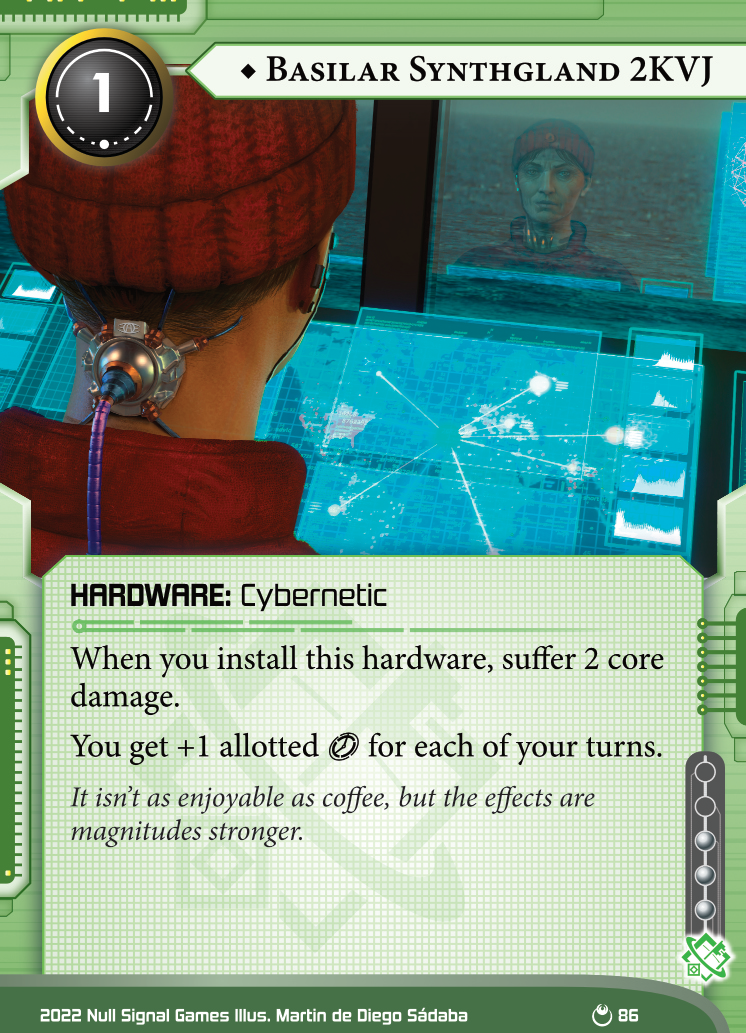 1
◆ Basilar Synthgland 2KVJ
HARDWARE: Cybernetic
When you install this hardware, suffer 2 core
damage.
You get +1 allotted for each of your turns.
It isn't as enjoyable as coffee, but the effects are
magnitudes stronger.
2022 Null Signal Games Illus. Martin de Diego Sádaba
86